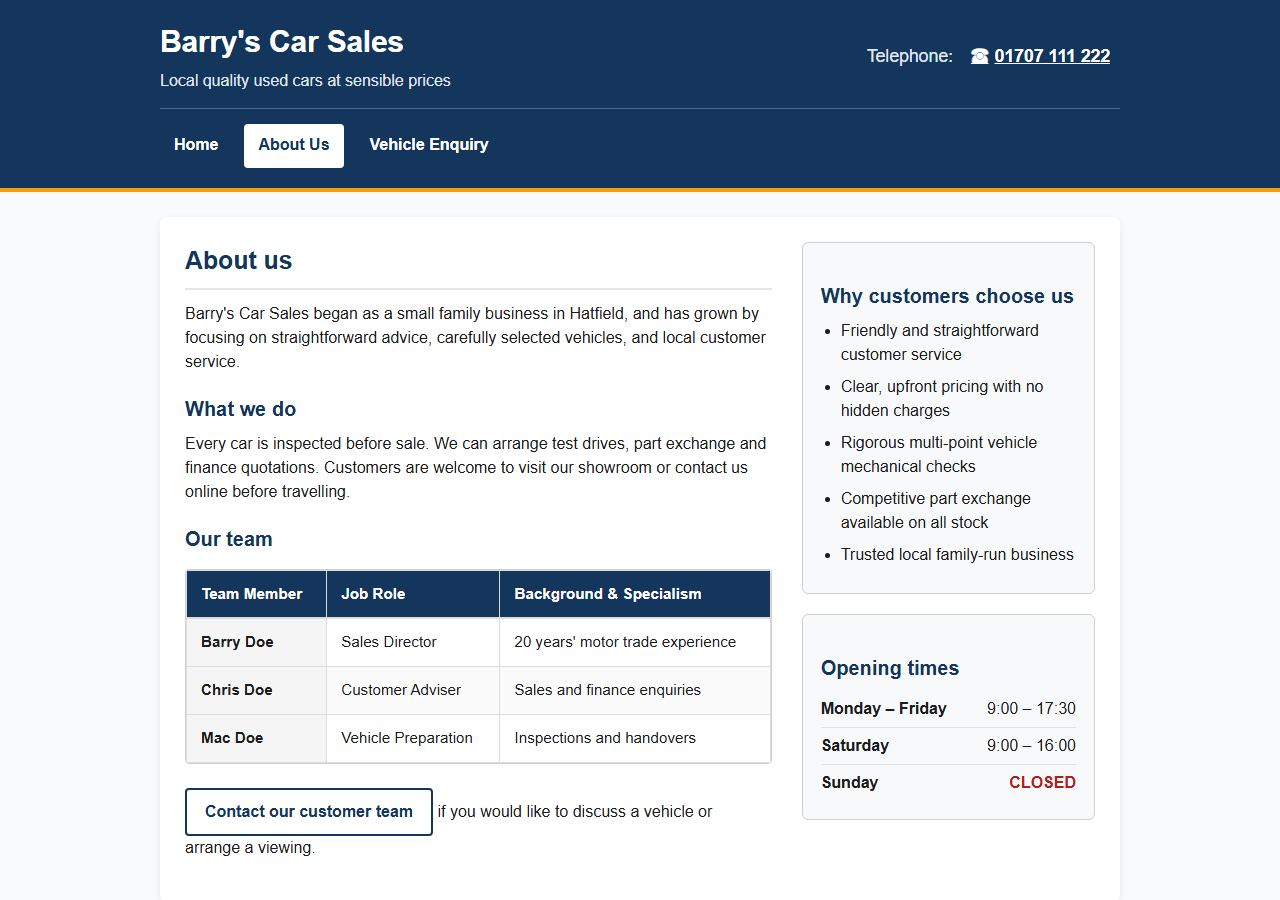 Barry's Car Sales
Local quality used cars at sensible prices
Telephone: ☎ 01707 111 222
Home About Us Vehicle Enquiry
About us
Barry's Car Sales began as a small family business in Hatfield, and has grown by
focusing on straightforward advice, carefully selected vehicles, and local customer
service.
What we do
Every car is inspected before sale. We can arrange test drives, part exchange and
finance quotations. Customers are welcome to visit our showroom or contact us
online before travelling.
Our team
Team Member Job Role Background & Specialism
Barry Doe Sales Director 20 years' motor trade experience
Chris Doe Customer Adviser Sales and finance enquiries
Mac Doe Vehicle Preparation Inspections and handovers
Contact our customer team if you would like to discuss a vehicle or
arrange a viewing.
Why customers choose us
• Friendly and straightforward
customer service
• Clear, upfront pricing with no
hidden charges
• Rigorous multi-point vehicle
mechanical checks
• Competitive part exchange
available on all stock
• Trusted local family-run business
Opening times
Monday – Friday 9:00 – 17:30
Saturday 9:00 – 16:00
Sunday CLOSED